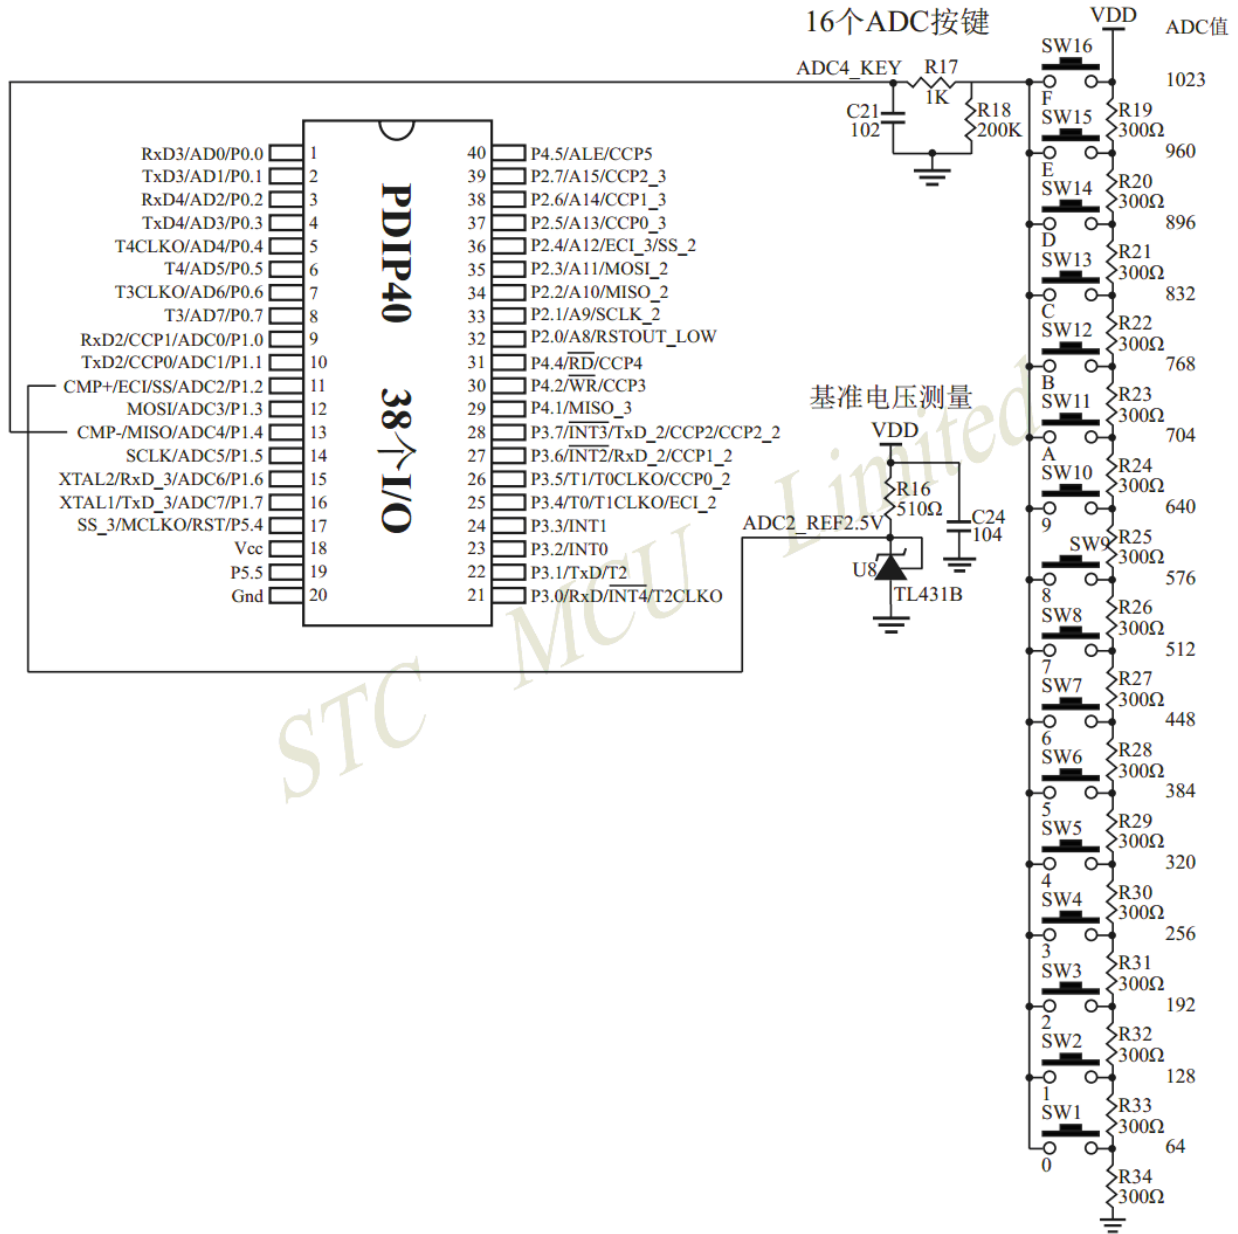 16个ADC按键
VDD
ADC值
SW16
ADC4_KEY
R17
1K
1023
F
C21
102
R18
200K
SW15
R19
300Ω
960
E
SW14
R20
300Ω
896
D
SW13
R21
300Ω
832
C
SW12
R22
300Ω
768
B
SW11
R23
300Ω
704
A
SW10
R24
300Ω
640
9
SW9
R25
300Ω
576
8
SW8
R26
300Ω
512
7
SW7
R27
300Ω
448
6
SW6
R28
300Ω
384
5
SW5
R29
300Ω
320
4
SW4
R30
300Ω
256
3
SW3
R31
300Ω
192
2
SW2
R32
300Ω
128
1
SW1
R33
300Ω
64
0
R34
300Ω
PDIP40 38个I/O
RxD3/AD0/P0.0 1
TxD3/AD1/P0.1 2
RxD4/AD2/P0.2 3
TxD4/AD3/P0.3 4
T4CLKO/AD4/P0.4 5
T4/AD5/P0.5 6
T3CLKO/AD6/P0.6 7
T3/AD7/P0.7 8
RxD2/CCP1/ADC0/P1.0 9
TxD2/CCP0/ADC1/P1.1 10
CMP+/ECI/SS/ADC2/P1.2 11
MOSI/ADC3/P1.3 12
CMP-/MISO/ADC4/P1.4 13
SCLK/ADC5/P1.5 14
XTAL2/RxD_3/ADC6/P1.6 15
XTAL1/TxD_3/ADC7/P1.7 16
SS_3/MCLKO/RST/P5.4 17
Vcc 18
P5.5 19
Gnd 20
40 P4.5/ALE/CCP5
39 P2.7/A15/CCP2_3
38 P2.6/A14/CCP1_3
37 P2.5/A13/CCP0_3
36 P2.4/A12/ECI_3/SS_2
35 P2.3/A11/MOSI_2
34 P2.2/A10/MISO_2
33 P2.1/A9/SCLK_2
32 P2.0/A8/RSTOUT_LOW
31 P4.4/RD/CCP4
30 P4.2/WR/CCP3
29 P4.1/MISO_3
28 P3.7/INT3/TxD_2/CCP2/CCP2_2
27 P3.6/INT2/RxD_2/CCP1_2
26 P3.5/T1/T0CLKO/CCP0_2
25 P3.4/T0/T1CLKO/ECI_2
24 P3.3/INT1
23 P3.2/INT0
22 P3.1/TxD/T2
21 P3.0/RxD/INT4/T2CLKO
基准电压测量
VDD
R16
510Ω
ADC2_REF2.5V
C24
104
U8
TL431B
STC MCU Limited